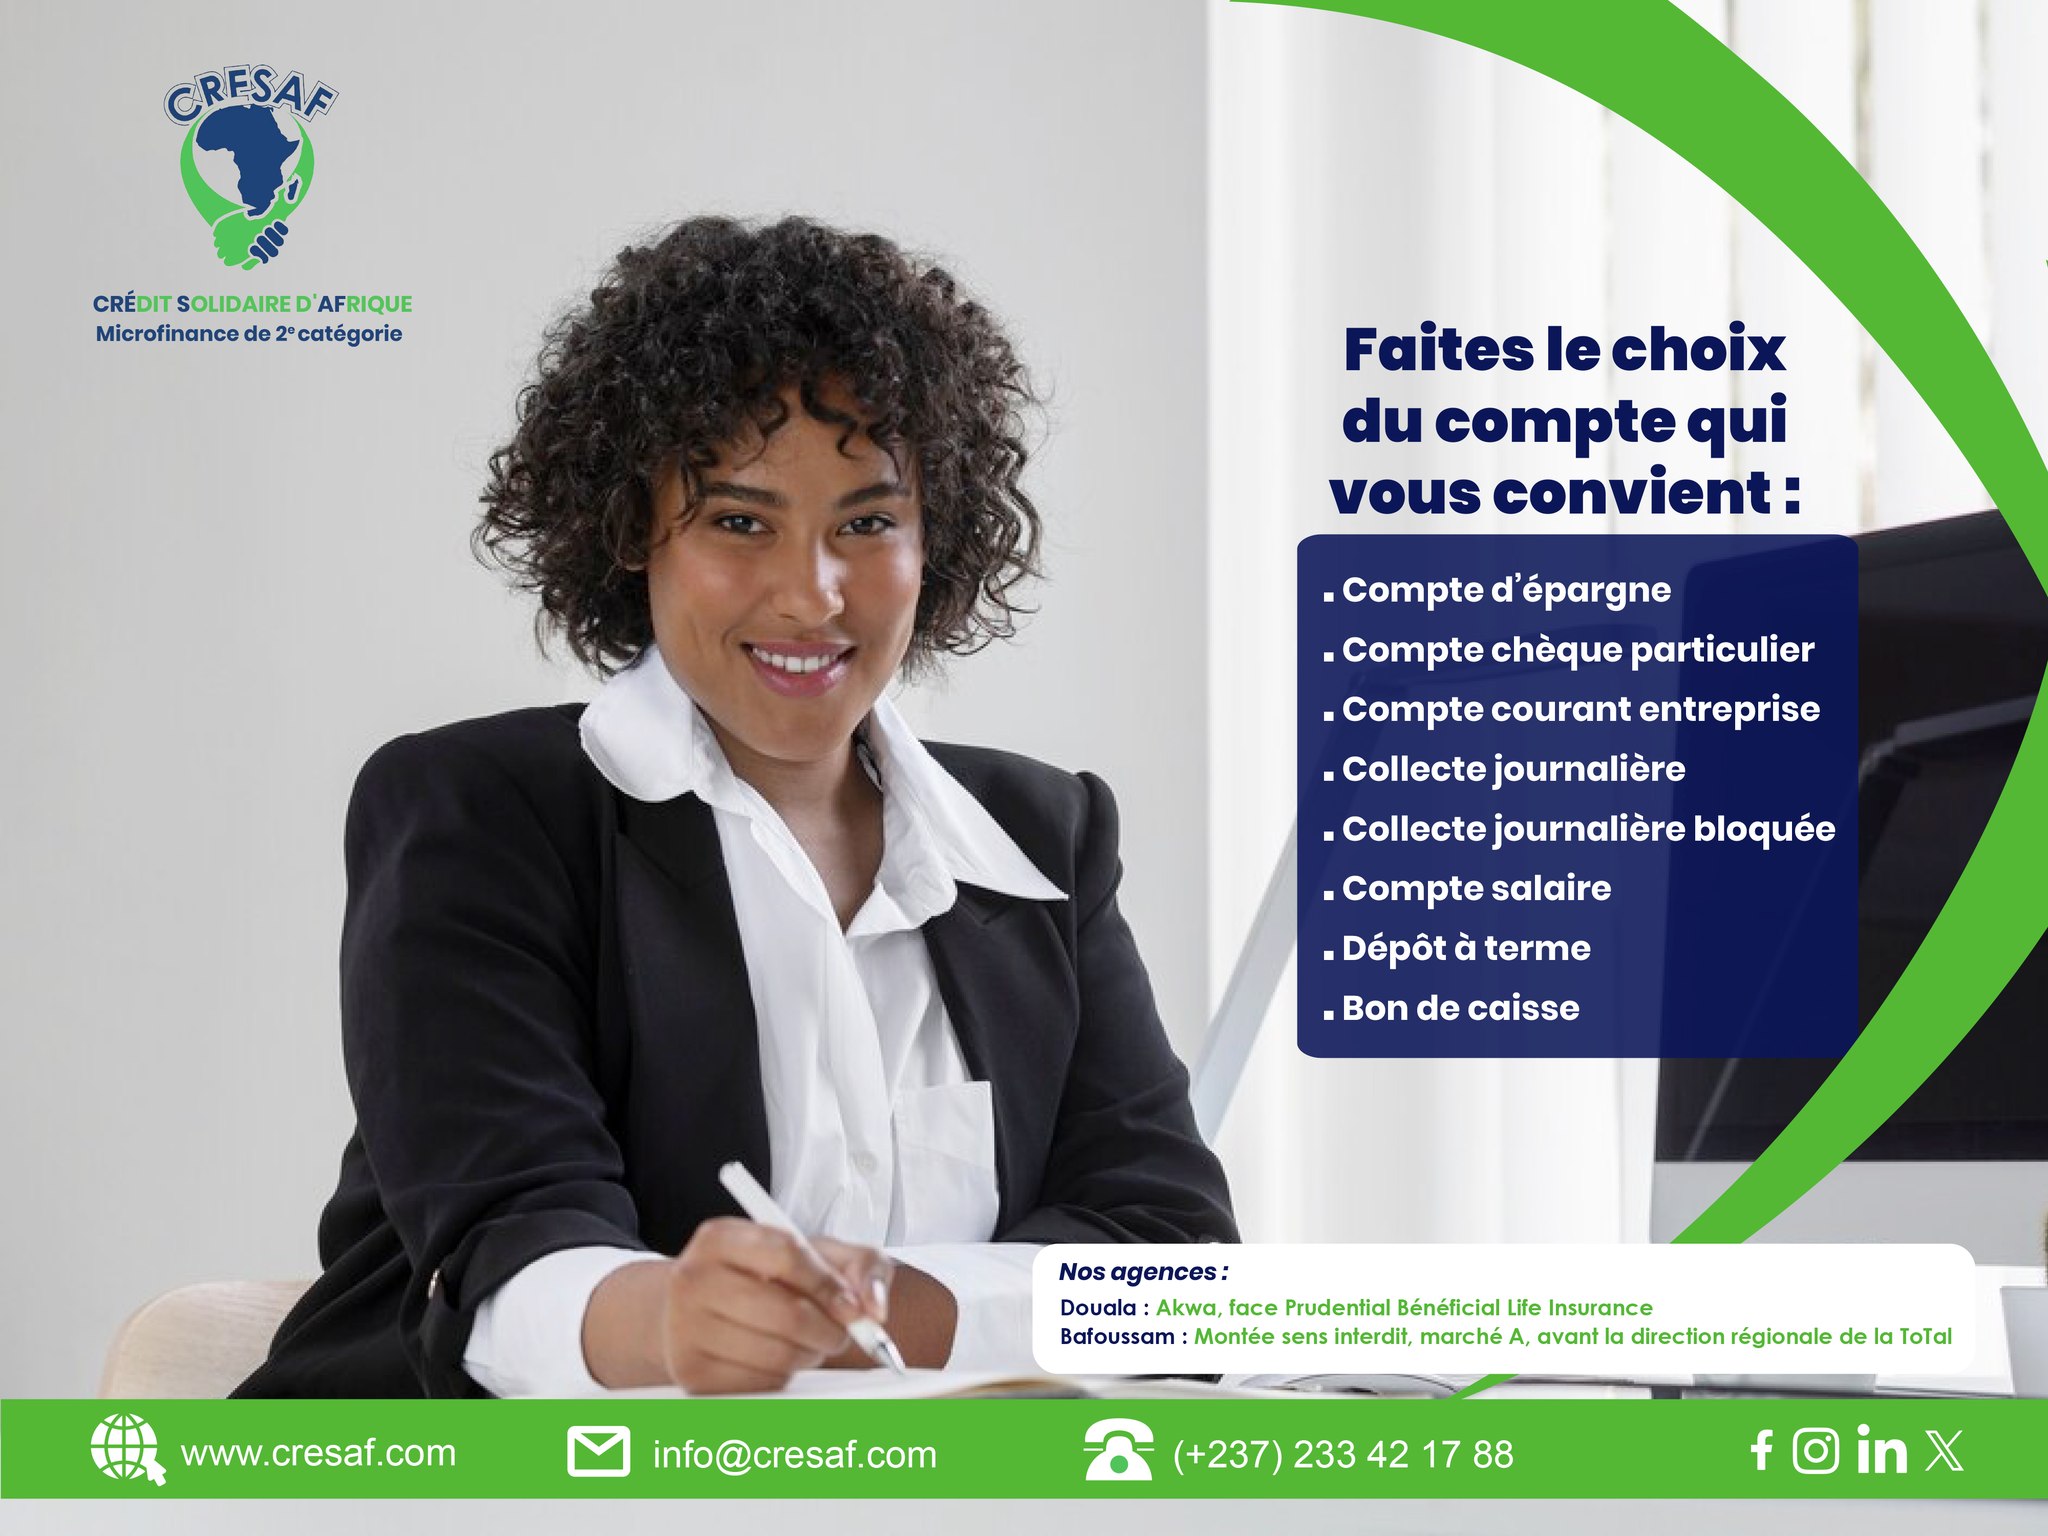 CRESAF
CRÉDIT SOLIDAIRE D'AFRIQUE
Microfinance de 2e catégorie
Faites le choix
du compte qui
vous convient :
Compte d'épargne
Compte chèque particulier
Compte courant entreprise
Collecte journalière
Collecte journalière bloquée
Compte salaire
Dépôt à terme
Bon de caisse
Nos agences :
Douala : Akwa, face Prudential Bénéficial Life Insurance
Bafoussam : Montée sens interdit, marché A, avant la direction régionale de la ToTal
www.cresaf.com
info@cresaf.com
(+237) 233 42 17 88